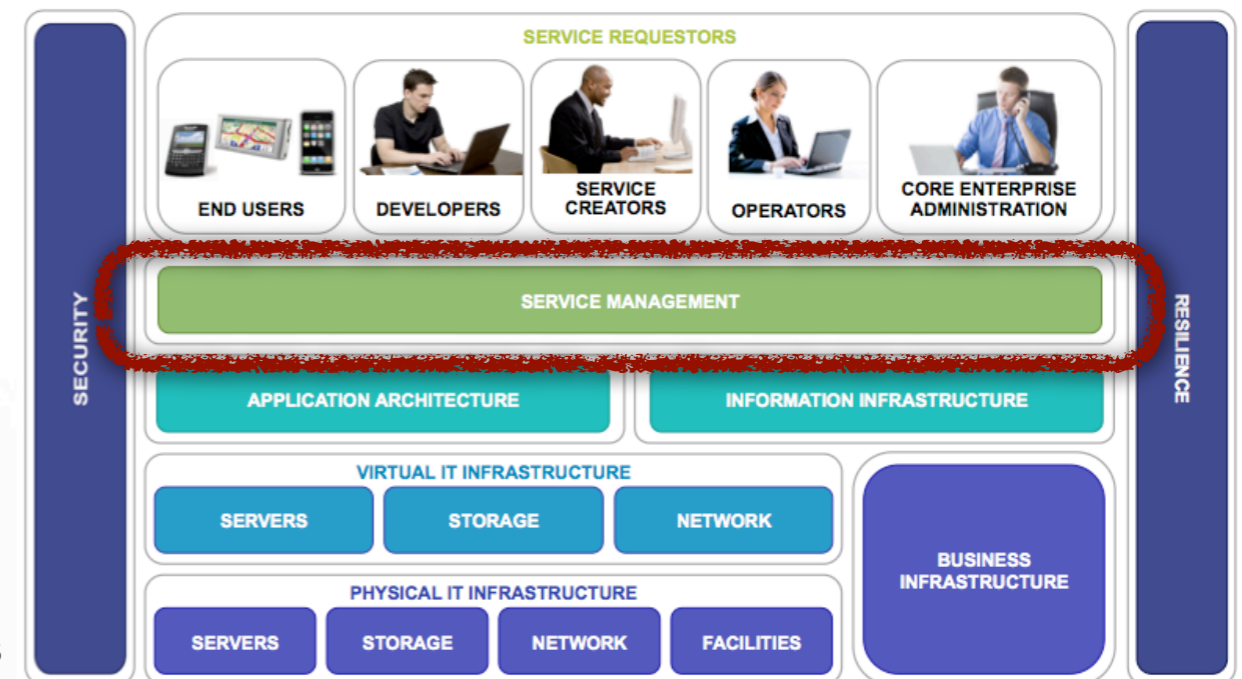 SERVICE REQUESTORS
END USERS
DEVELOPERS
SERVICE
CREATORS
OPERATORS
CORE ENTERPRISE
ADMINISTRATION
SECURITY
SERVICE MANAGEMENT
RESILIENCE
APPLICATION ARCHITECTURE
INFORMATION INFRASTRUCTURE
VIRTUAL IT INFRASTRUCTURE
SERVERS
STORAGE
NETWORK
BUSINESS
INFRASTRUCTURE
PHYSICAL IT INFRASTRUCTURE
SERVERS
STORAGE
NETWORK
FACILITIES